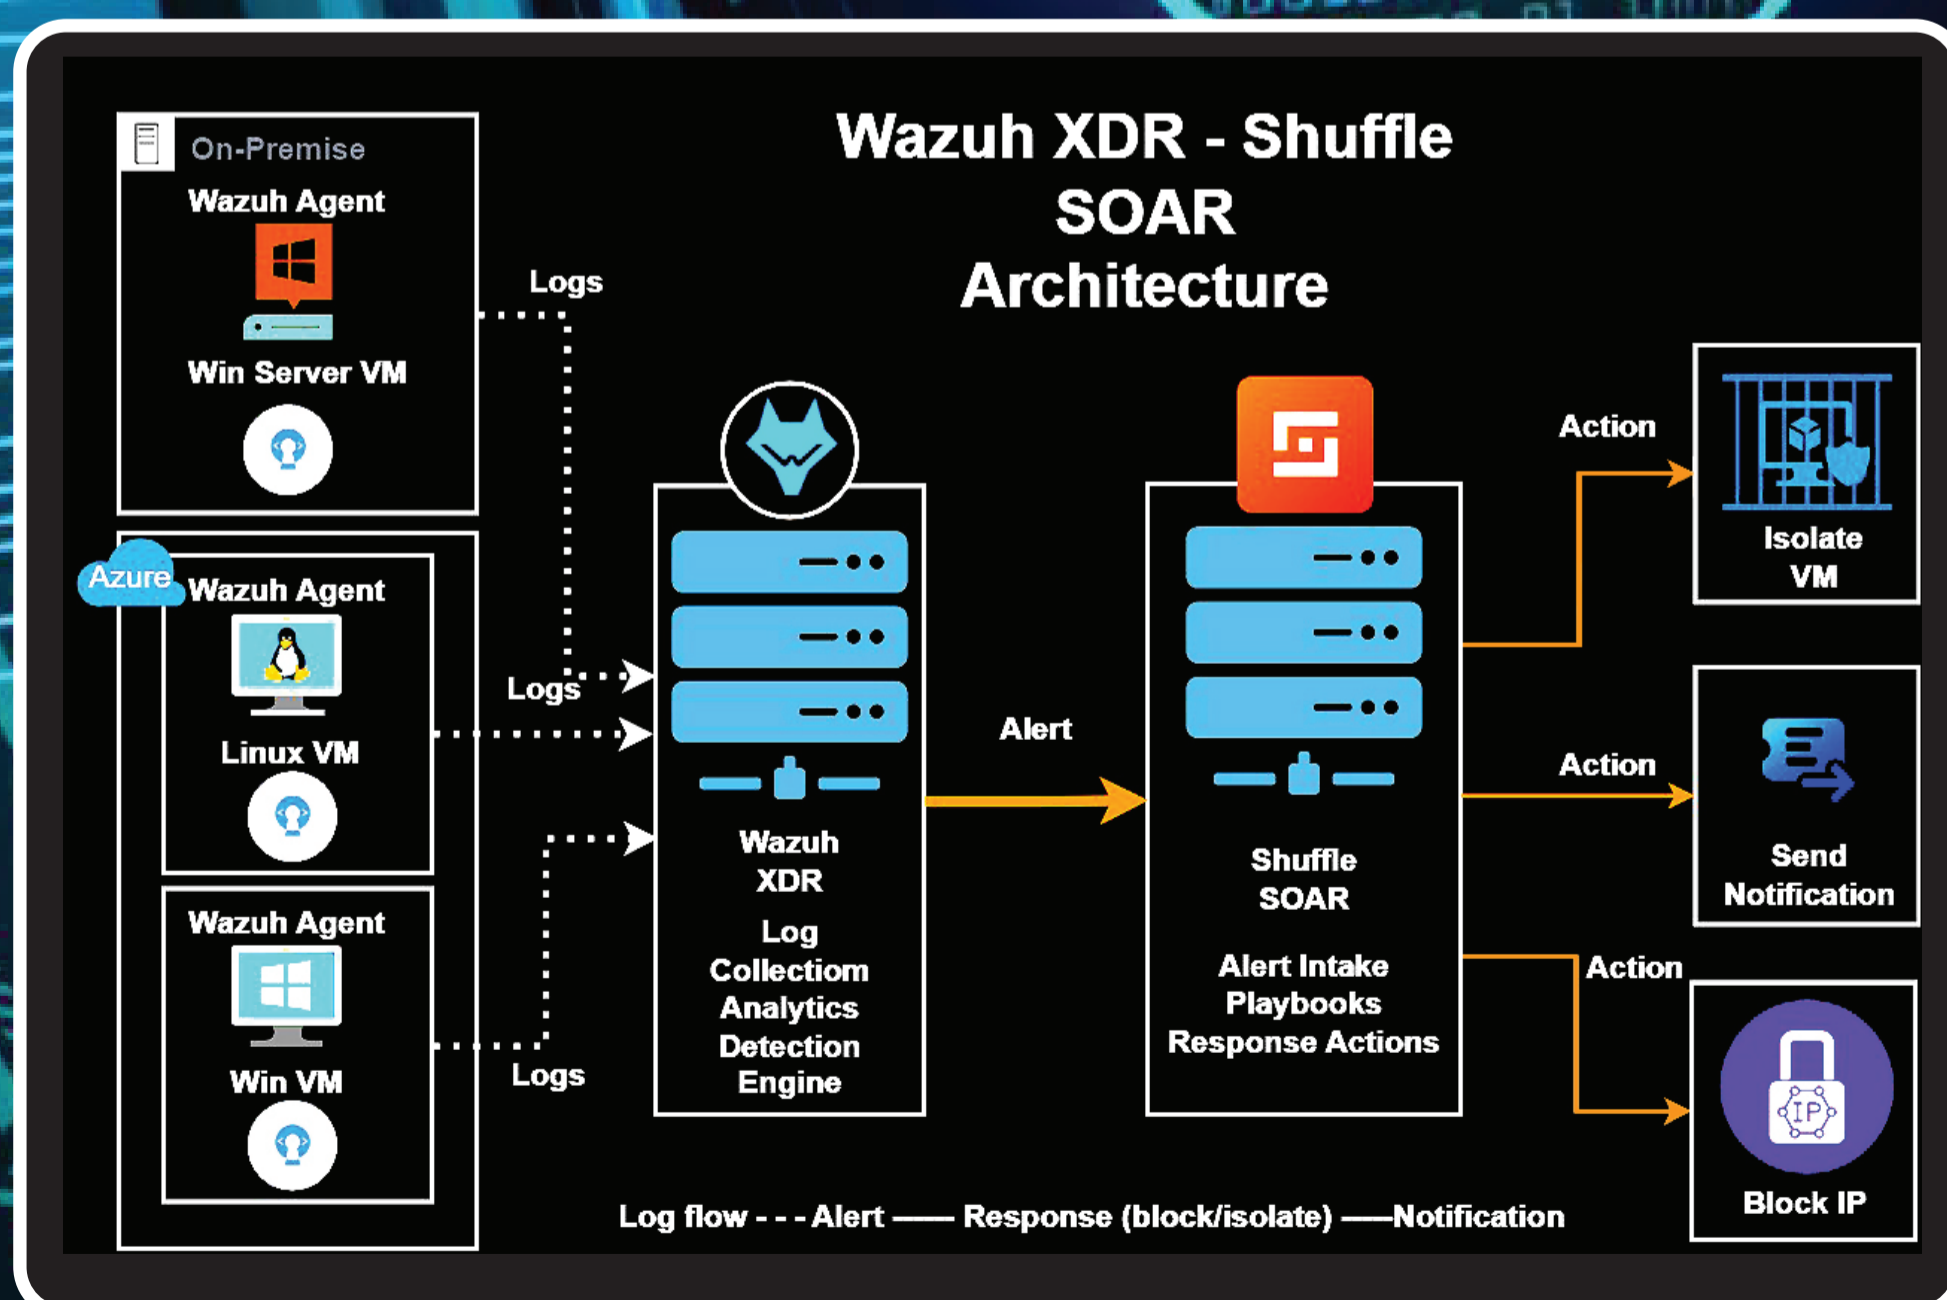 Wazuh XDR - Shuffle
SOAR
Architecture
On-Premise
Wazuh Agent
Win Server VM
Logs
Azure
Wazuh Agent
Linux VM
Logs
Wazuh Agent
Win VM
Logs
Wazuh
XDR
Log
Collectiom
Analytics
Detection
Engine
Alert
Shuffle
SOAR
Alert Intake
Playbooks
Response Actions
Action
Isolate
VM
Action
Send
Notification
Action
IP
Block IP
Log flow - - - Alert —— Response (block/isolate) ——Notification